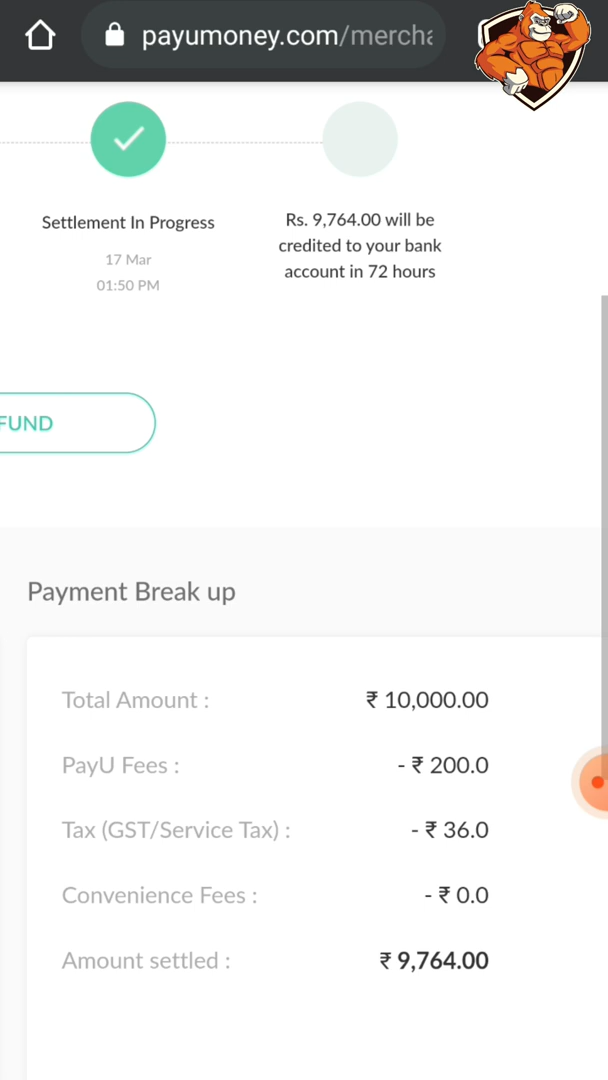 payumoney.com/mercha
Settlement In Progress
17 Mar
01:50 PM
Rs. 9,764.00 will be
credited to your bank
account in 72 hours
FUND
Payment Break up
Total Amount : ₹ 10,000.00
PayU Fees : - ₹ 200.0
Tax (GST/Service Tax) : - ₹ 36.0
Convenience Fees : - ₹ 0.0
Amount settled : ₹ 9,764.00